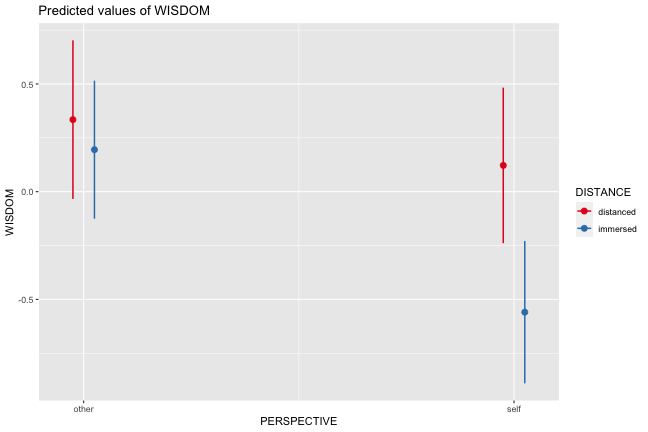 Predicted values of WISDOM
0.5
0.0
-0.5
WISDOM
other
self
PERSPECTIVE
DISTANCE
distanced
immersed